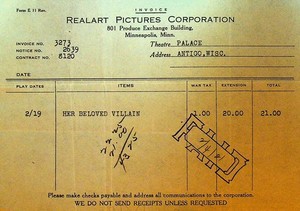 Form E 11 Rev.
INVOICE
REALART PICTURES CORPORATION
801 Produce Exchange Building,
Minneapolis, Minn.
INVOICE NO. 3273 Theatre PALACE
NOTICE NO. 2639 Address ANTIGO, WISC.
CONTRACT NO. 8120
DATE
PLAY DATES ITEMS WAR TAX EXTENSION TOTAL
2/19 HER BELOVED VILLAIN 1.00 20.00 21.00
Please make checks payable and address all communications to the corporation.
WE DO NOT SEND RECEIPTS UNLESS REQUESTED